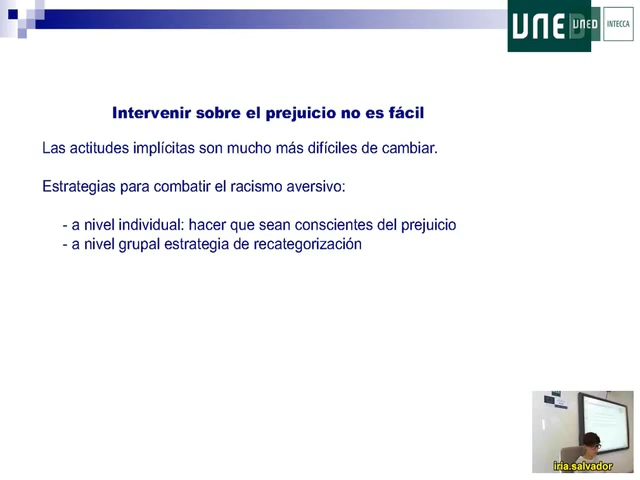 UNED
UNED
INTECCA
Intervenir sobre el prejuicio no es fácil
Las actitudes implícitas son mucho más difíciles de cambiar.
Estrategias para combatir el racismo aversivo:
- a nivel individual: hacer que sean conscientes del prejuicio
- a nivel grupal estrategia de recategorización
iria.salvador